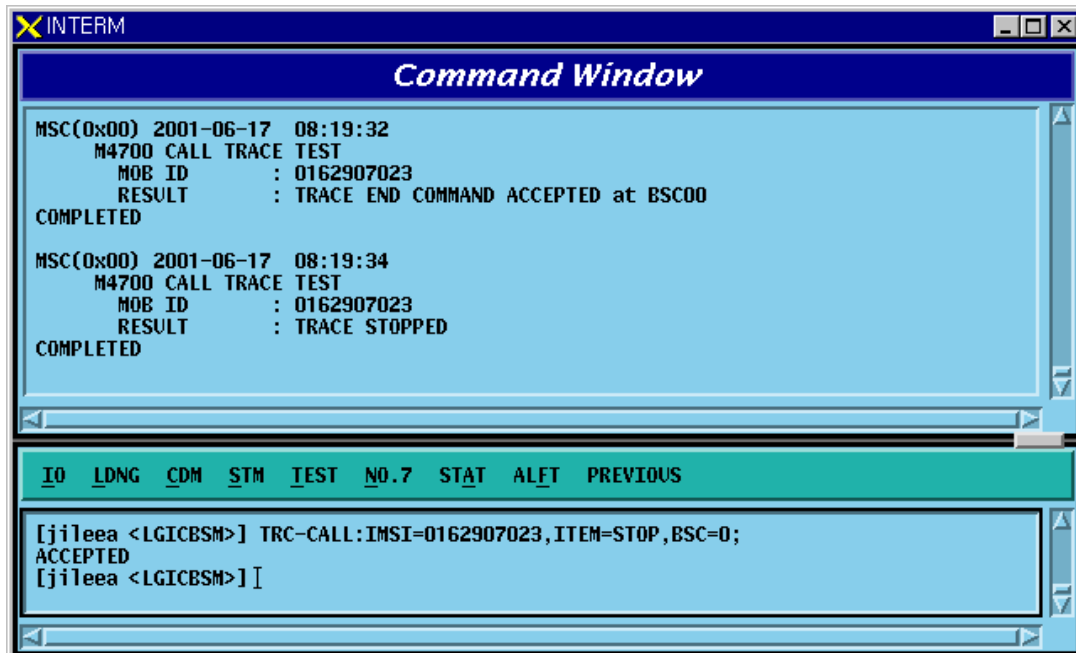 INTERM
Command Window
MSC(0x00) 2001-06-17 08:19:32
M4700 CALL TRACE TEST
MOB ID : 0162907023
RESULT : TRACE END COMMAND ACCEPTED at BSC00
COMPLETED
MSC(0x00) 2001-06-17 08:19:34
M4700 CALL TRACE TEST
MOB ID : 0162907023
RESULT : TRACE STOPPED
COMPLETED
IO LDNG CDM STM TEST NO.7 STAT ALFT PREVIOUS
[jileea <LGICBSM>] TRC-CALL:IMSI=0162907023,ITEM=STOP,BSC=0;
ACCEPTED
[jileea <LGICBSM>]